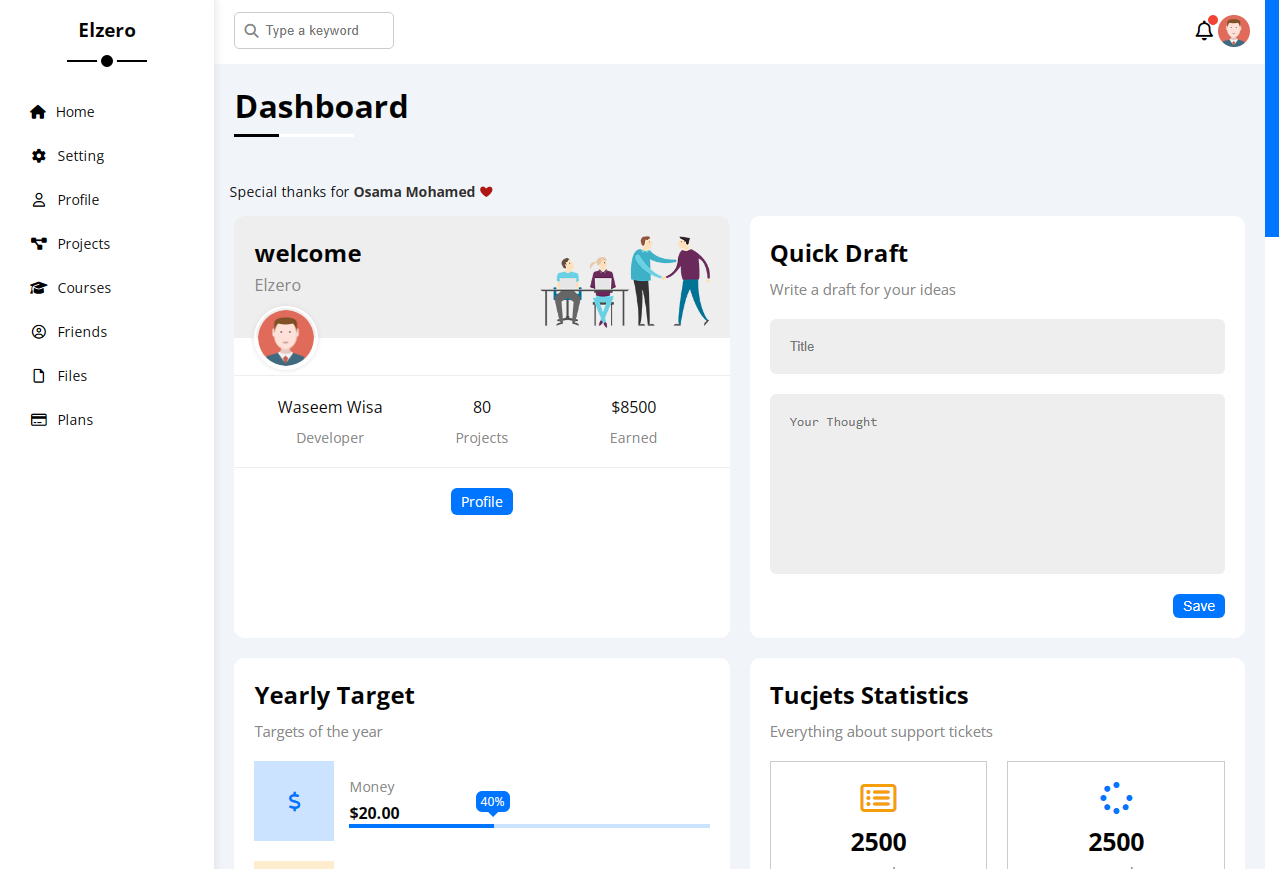 Elzero
Home
Setting
Profile
Projects
Courses
Friends
Files
Plans
Type a keyword
Dashboard
Special thanks for Osama Mohamed
welcome
Elzero
Waseem Wisa
Developer
80
Projects
$8500
Earned
Profile
Quick Draft
Write a draft for your ideas
Title
Your Thought
Save
Yearly Target
Targets of the year
$
Money
$20.00
40%
Tucjets Statistics
Everything about support tickets
2500
2500